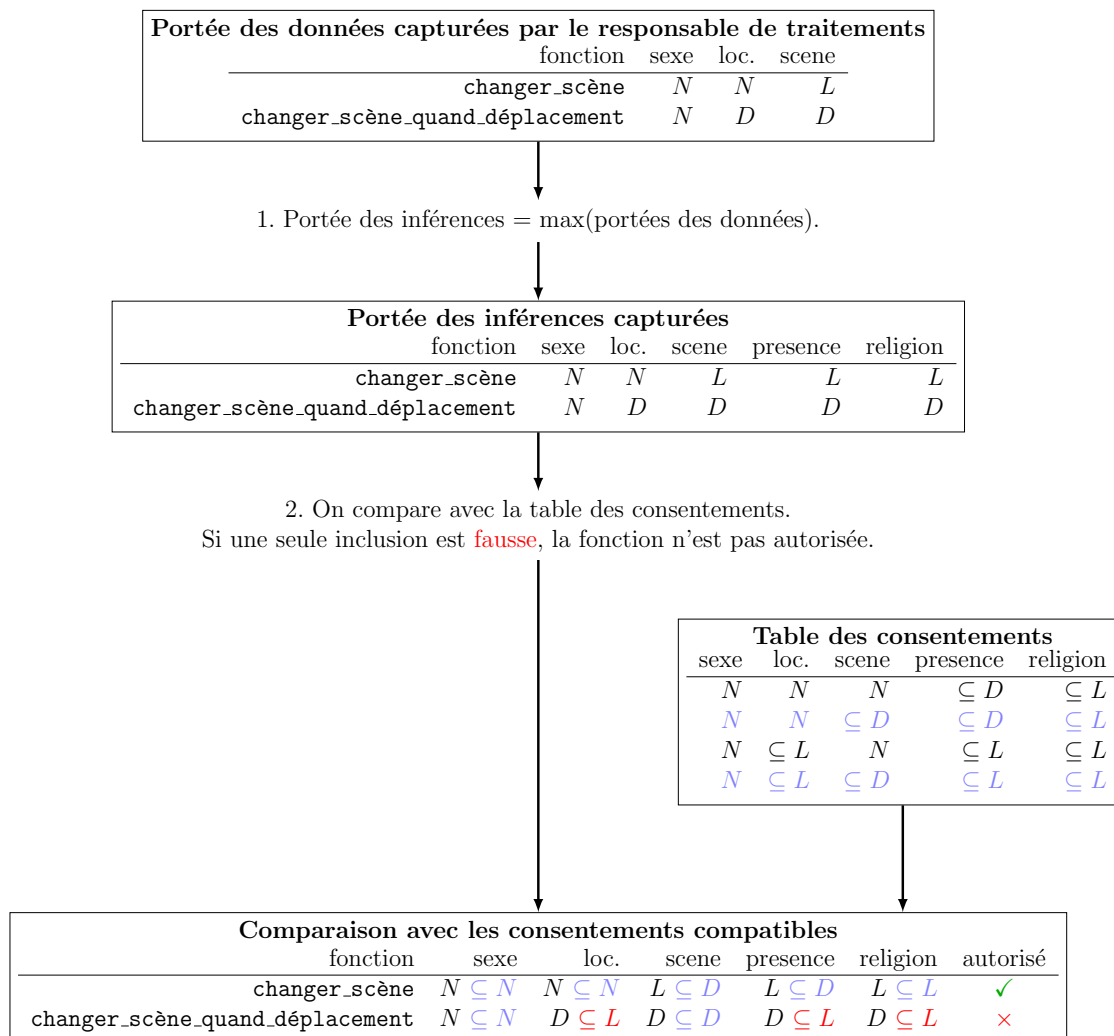 Portée des données capturées par le responsable de traitements
fonction sexe loc. scene
changer_scène N N L
changer_scène_quand_déplacement N D D
1. Portée des inférences = max(portées des données).
Portée des inférences capturées
fonction sexe loc. scene presence religion
changer_scène N N L L L
changer_scène_quand_déplacement N D D D D
2. On compare avec la table des consentements.
Si une seule inclusion est fausse, la fonction n'est pas autorisée.
Table des consentements
sexe loc. scene presence religion
N N N ⊆ D ⊆ L
N N ⊆ D ⊆ D ⊆ L
N ⊆ L N ⊆ L ⊆ L
N ⊆ L ⊆ D ⊆ L ⊆ L
Comparaison avec les consentements compatibles
fonction sexe loc. scene presence religion autorisé
changer_scène N ⊆ N N ⊆ N L ⊆ D L ⊆ D L ⊆ L ✓
changer_scène_quand_déplacement N ⊆ N D ⊆ L D ⊆ D D ⊆ L D ⊆ L ×